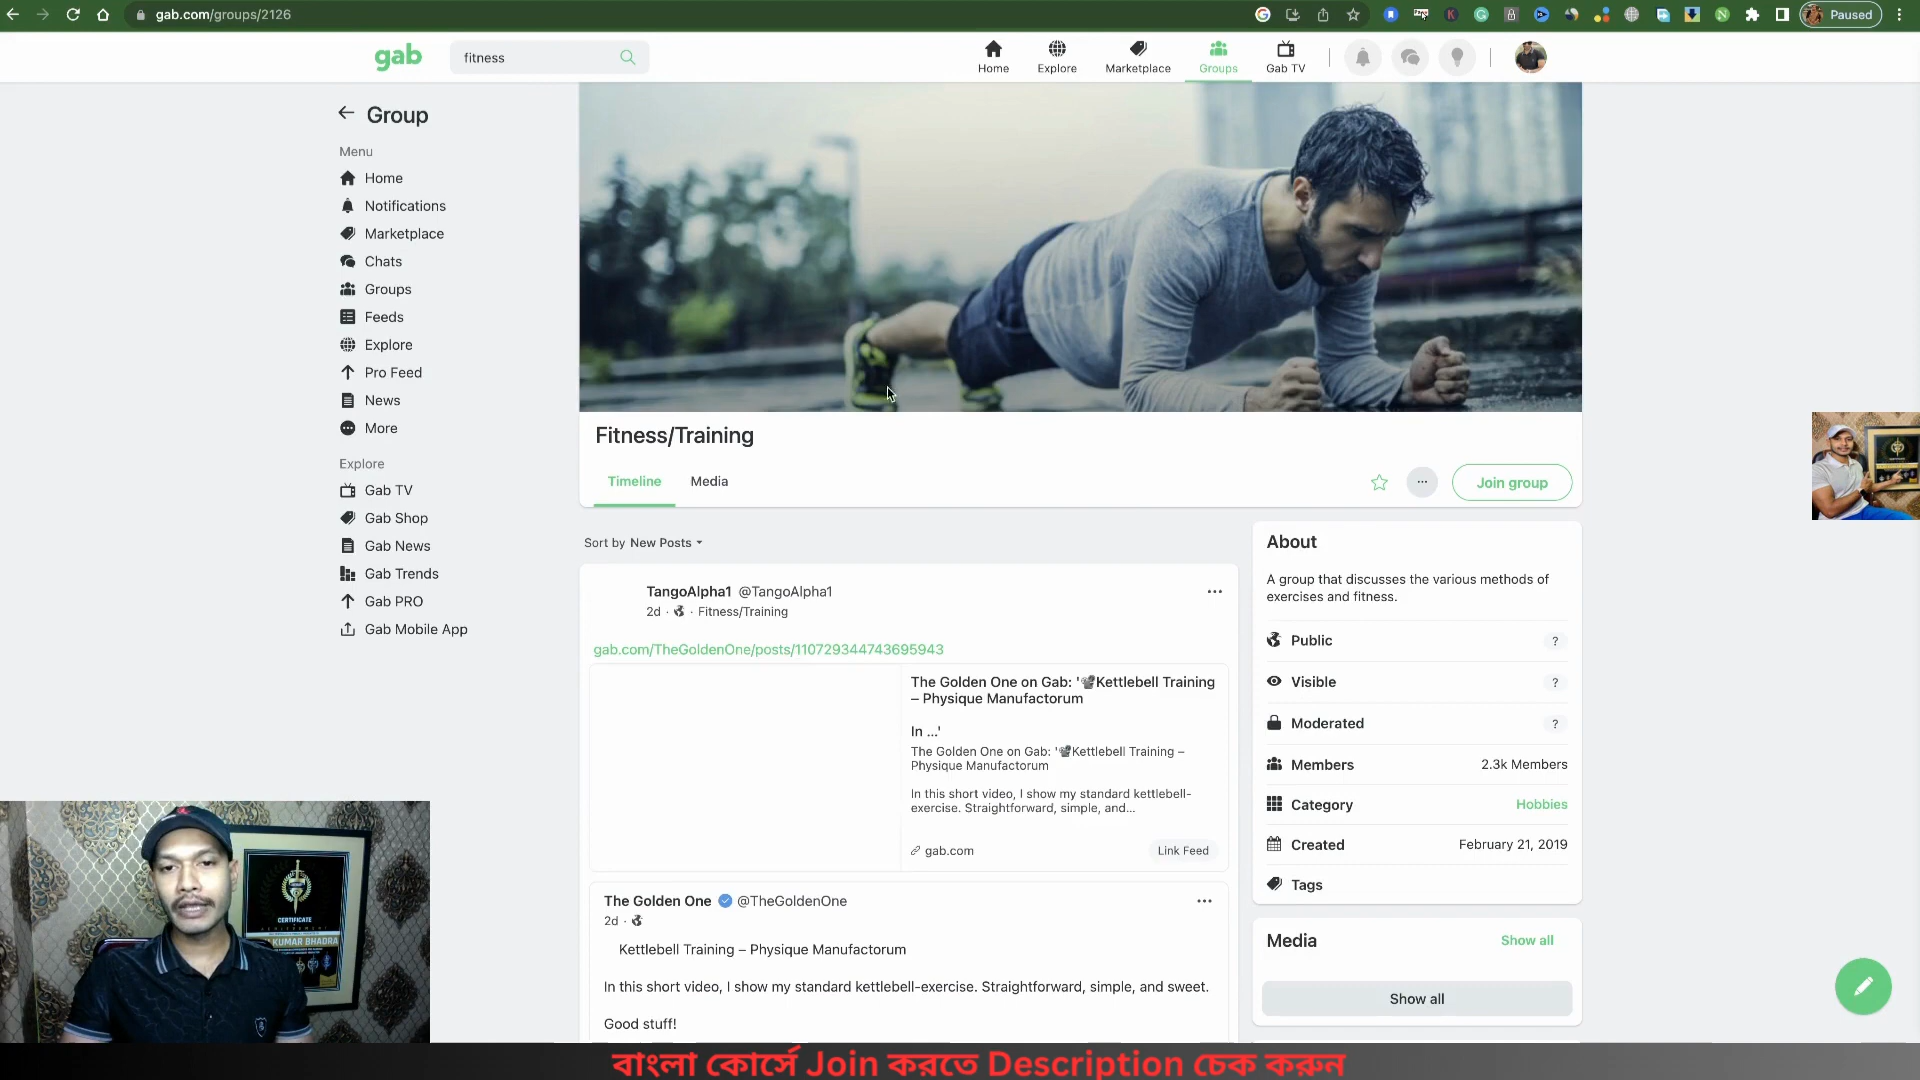 gab.com/groups/2126
Paused
gab
fitness
Home
Explore
Marketplace
Groups
Gab TV
Group
Menu
Home
Notifications
Marketplace
Chats
Groups
Feeds
Explore
Pro Feed
News
More
Explore
Gab TV
Gab Shop
Gab News
Gab Trends
Gab PRO
Gab Mobile App
Fitness/Training
Timeline
Media
Join group
Sort by New Posts
TangoAlpha1 @TangoAlpha1
2d · Fitness/Training
gab.com/TheGoldenOne/posts/110729344743695943
The Golden One on Gab: '📽Kettlebell Training
– Physique Manufactorum
In ...'
The Golden One on Gab: '📽Kettlebell Training –
Physique Manufactorum
In this short video, I show my standard kettlebell-
exercise. Straightforward, simple, and...
gab.com
Link Feed
The Golden One @TheGoldenOne
2d ·
Kettlebell Training – Physique Manufactorum
In this short video, I show my standard kettlebell-exercise. Straightforward, simple, and sweet.
Good stuff!
About
A group that discusses the various methods of
exercises and fitness.
Public ?
Visible ?
Moderated ?
Members 2.3k Members
Category Hobbies
Created February 21, 2019
Tags
Media Show all
Show all
CERTIFICATE
KUMAR BHADRA
বাংলা কোর্সে Join করতে Description চেক করুন